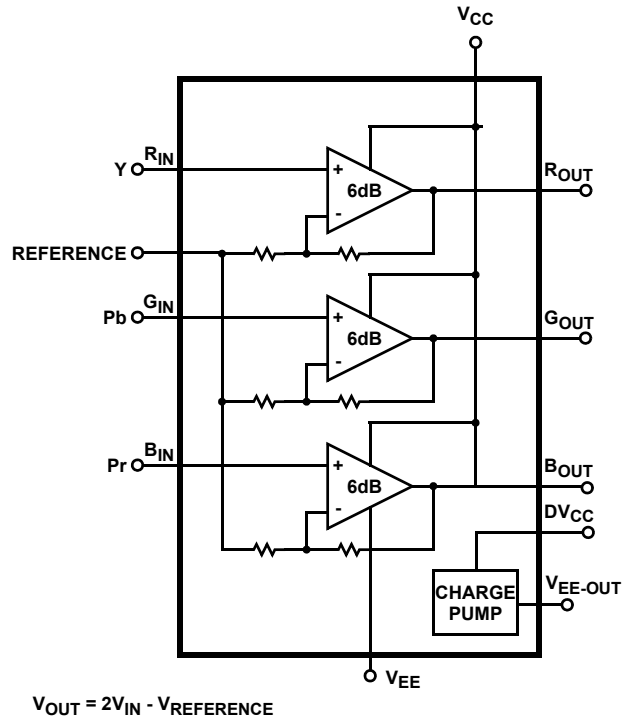 VCC
Y RIN + 6dB - ROUT
REFERENCE
Pb GIN + 6dB - GOUT
Pr BIN + 6dB - BOUT
DVCC
CHARGE
PUMP
VEE-OUT
VEE
VOUT = 2VIN - VREFERENCE